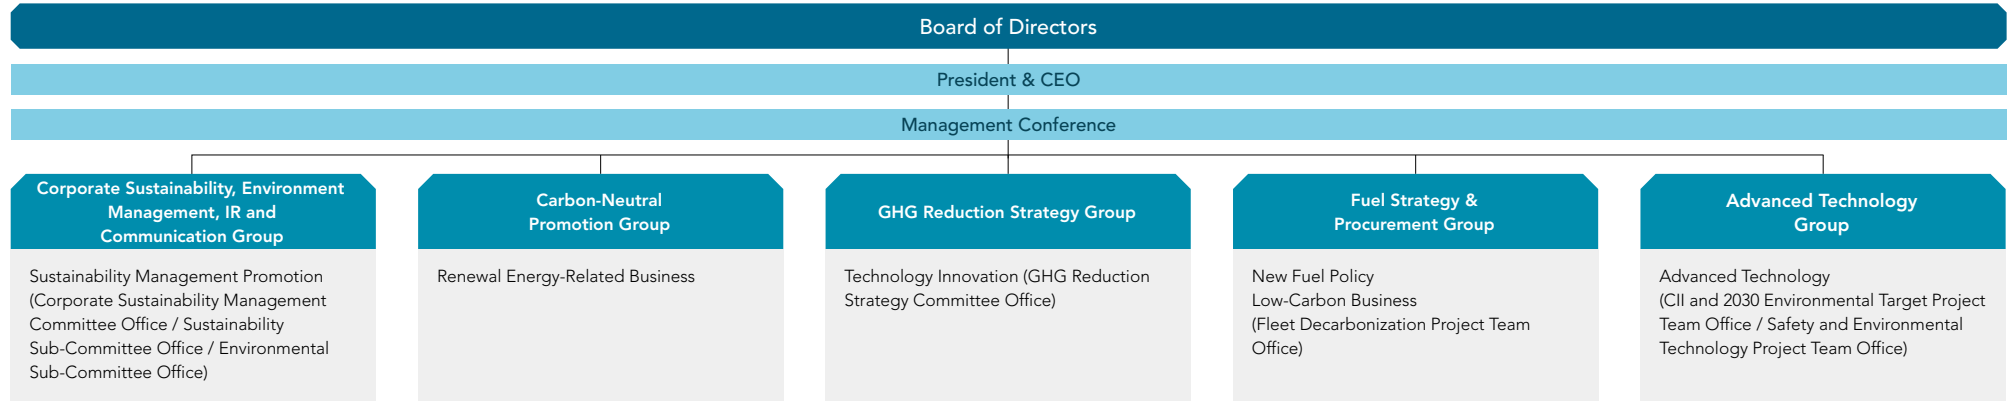 Board of Directors
President & CEO
Management Conference
Corporate Sustainability, Environment
Management, IR and
Communication Group
Sustainability Management Promotion
(Corporate Sustainability Management
Committee Office / Sustainability
Sub-Committee Office / Environmental
Sub-Committee Office)
Carbon-Neutral
Promotion Group
Renewal Energy-Related Business
GHG Reduction Strategy Group
Technology Innovation (GHG Reduction
Strategy Committee Office)
Fuel Strategy &
Procurement Group
New Fuel Policy
Low-Carbon Business
(Fleet Decarbonization Project Team
Office)
Advanced Technology
Group
Advanced Technology
(CII and 2030 Environmental Target Project
Team Office / Safety and Environmental
Technology Project Team Office)